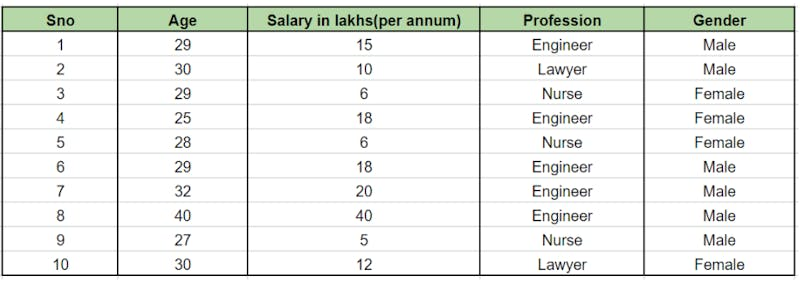 Sno Age Salary in lakhs(per annum) Profession Gender
1 29 15 Engineer Male
2 30 10 Lawyer Male
3 29 6 Nurse Female
4 25 18 Engineer Female
5 28 6 Nurse Female
6 29 18 Engineer Male
7 32 20 Engineer Male
8 40 40 Engineer Male
9 27 5 Nurse Male
10 30 12 Lawyer Female